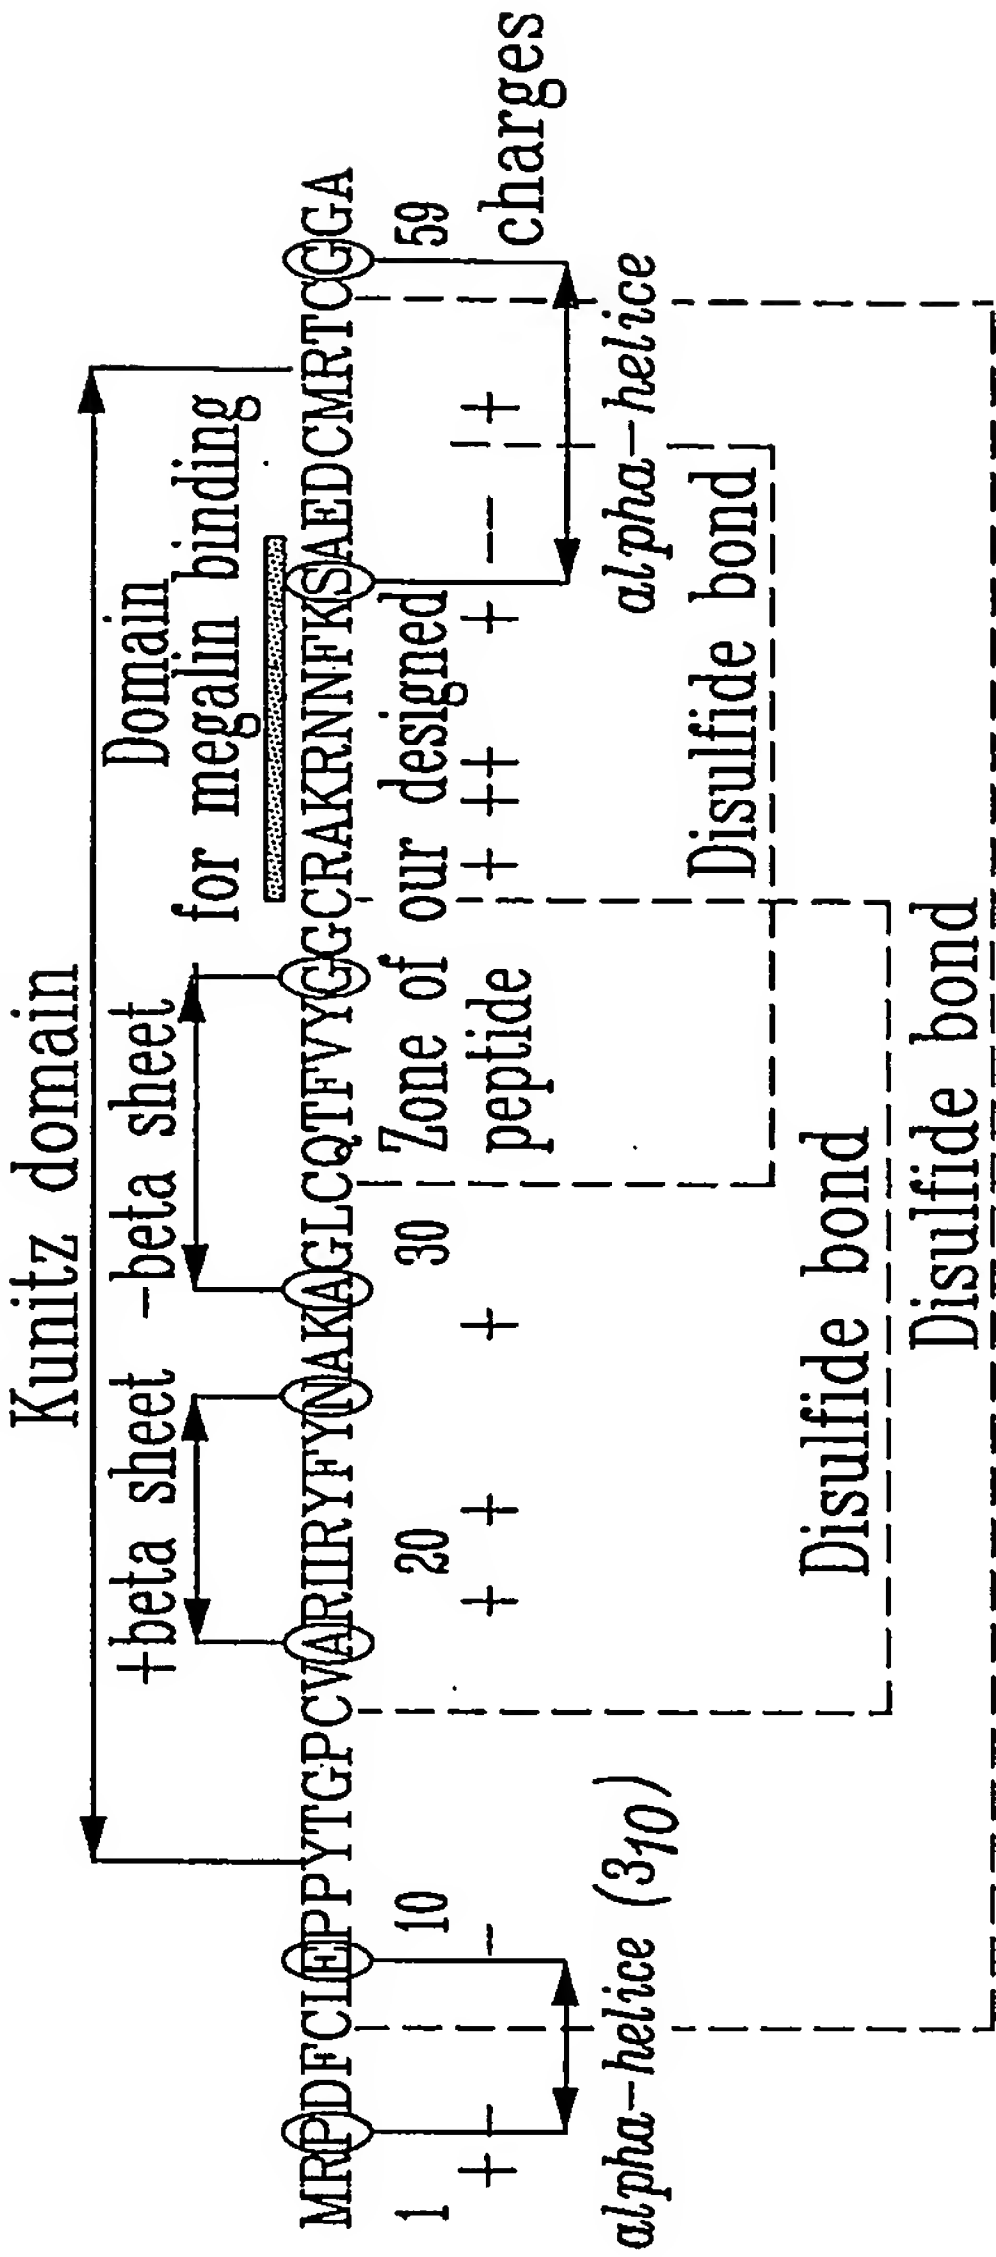 Kunitz domain
+beta sheet -beta sheet
Domain
for megalin binding
MRPDFCLEPPYTGPCVARIIRYFYNAKAGLCQTFVYGGCRAKRNNFKSAEDCMRTCGGA
1 10 20 30 59
Zone of our designed
peptide
+ - - + + + + + + + - - +
charges
alpha-helice (3₁₀)
alpha-helice
Disulfide bond
Disulfide bond
Disulfide bond